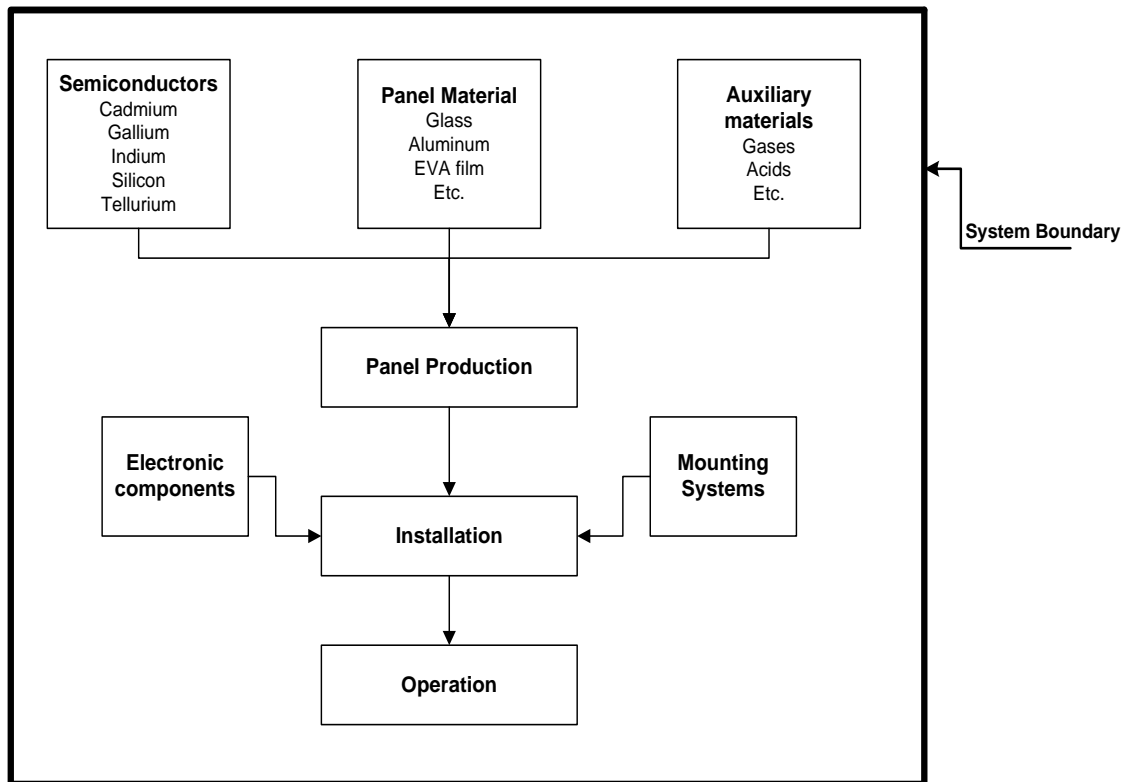 Semiconductors
Cadmium
Gallium
Indium
Silicon
Tellurium
Panel Material
Glass
Aluminum
EVA film
Etc.
Auxiliary
materials
Gases
Acids
Etc.
System Boundary
Panel Production
Electronic
components
Mounting
Systems
Installation
Operation